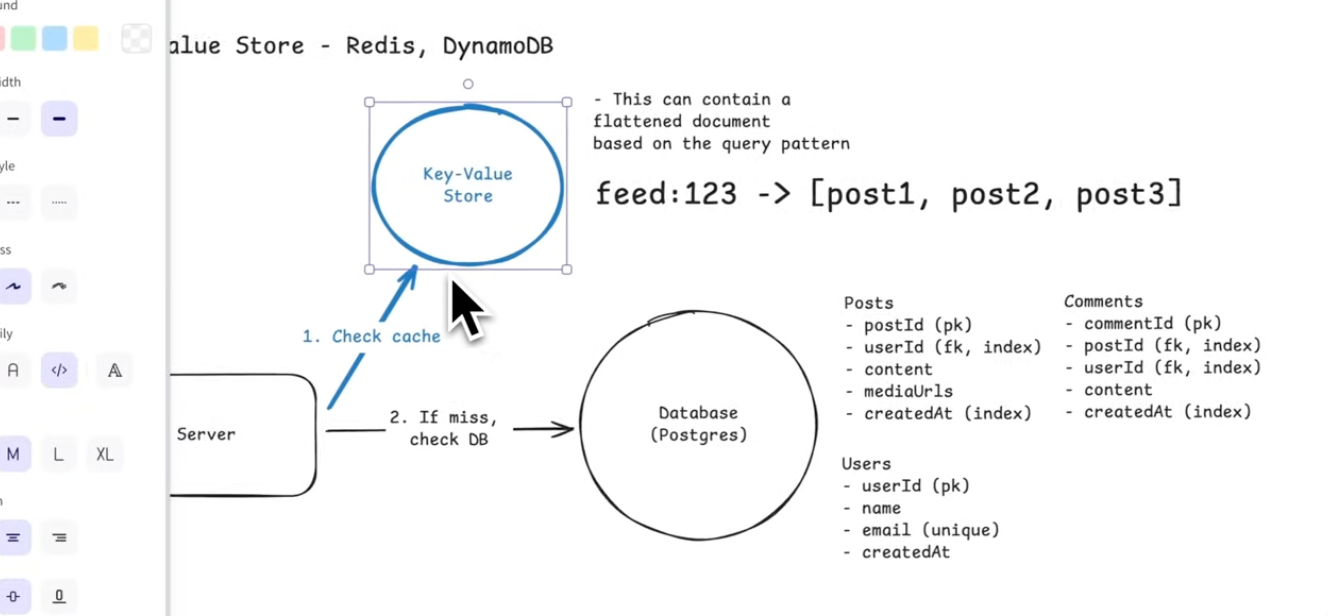 und
alue Store - Redis, DynamoDB
idth
yle
ss
ily
A
</>
A
M
L
XL
n
- This can contain a
flattened document
based on the query pattern
Key-Value
Store
feed:123 -> [post1, post2, post3]
1. Check cache
Server
2. If miss,
check DB
Database
(Postgres)
Posts
- postId (pk)
- userId (fk, index)
- content
- mediaUrls
- createdAt (index)
Comments
- commentId (pk)
- postId (fk, index)
- userId (fk, index)
- content
- createdAt (index)
Users
- userId (pk)
- name
- email (unique)
- createdAt